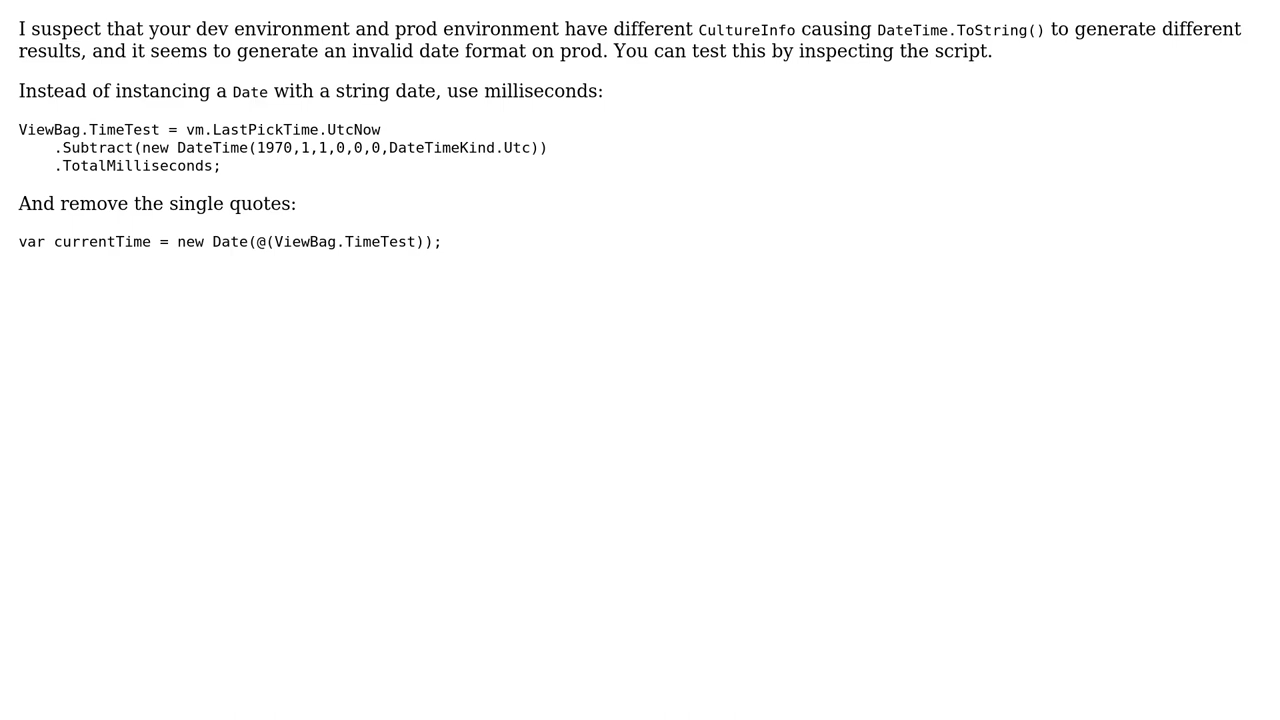 I suspect that your dev environment and prod environment have different CultureInfo causing DateTime.ToString() to generate different
results, and it seems to generate an invalid date format on prod. You can test this by inspecting the script.
Instead of instancing a Date with a string date, use milliseconds:
ViewBag.TimeTest = vm.LastPickTime.UtcNow
    .Subtract(new DateTime(1970,1,1,0,0,0,DateTimeKind.Utc))
    .TotalMilliseconds;
And remove the single quotes:
var currentTime = new Date(@(ViewBag.TimeTest));